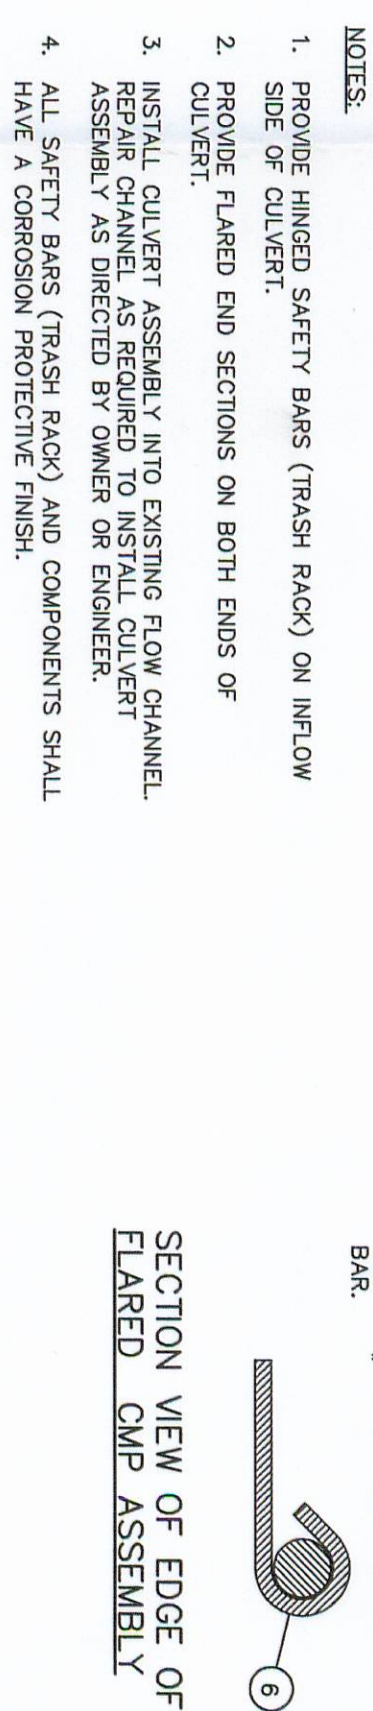 NOTES:
1. PROVIDE HINGED SAFETY BARS (TRASH RACK) ON INFLOW
SIDE OF CULVERT.
2. PROVIDE FLARED END SECTIONS ON BOTH ENDS OF
CULVERT.
3. INSTALL CULVERT ASSEMBLY INTO EXISTING FLOW CHANNEL.
REPAIR CHANNEL AS REQUIRED TO INSTALL CULVERT
ASSEMBLY AS DIRECTED BY OWNER OR ENGINEER.
4. ALL SAFETY BARS (TRASH RACK) AND COMPONENTS SHALL
HAVE A CORROSION PROTECTIVE FINISH.
BAR.
6
SECTION VIEW OF EDGE OF
FLARED CMP ASSEMBLY